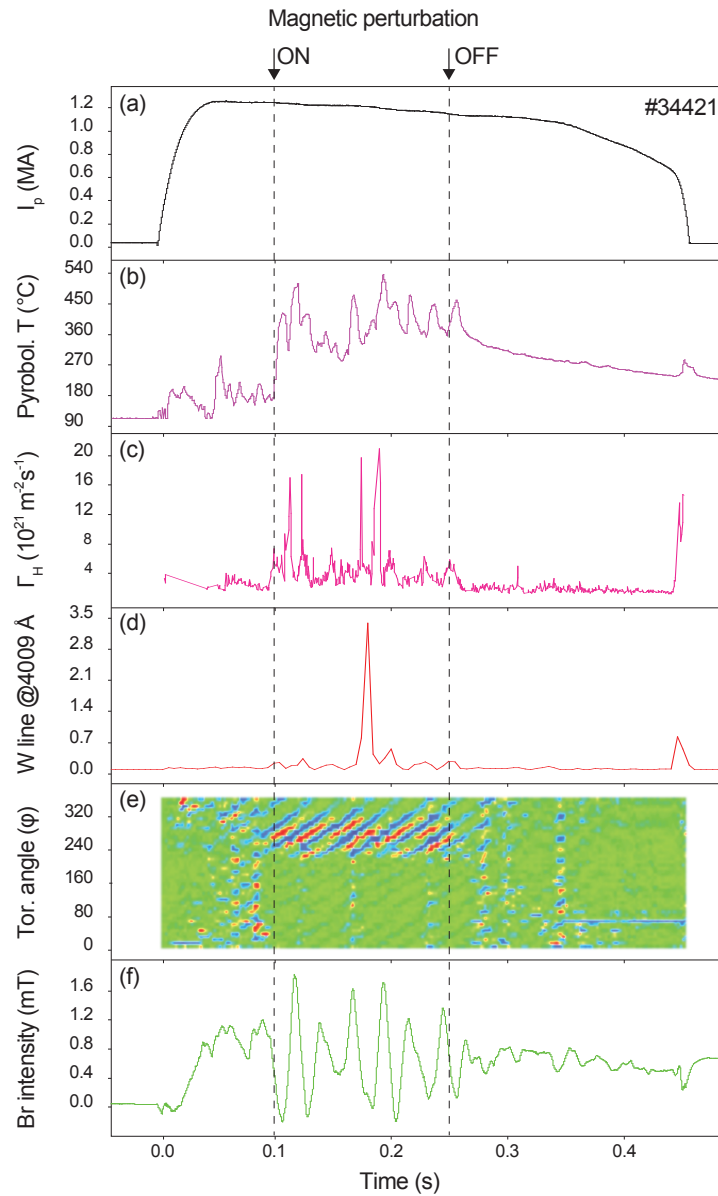 Magnetic perturbation
ON OFF
(a) #34421
I_p (MA)
1.2
1.0
0.8
0.6
0.4
0.2
0.0
(b)
Pyrobol. T (°C)
540
450
360
270
180
90
(c)
Γ_H (10²¹ m⁻²s⁻¹)
20
16
12
8
4
(d)
W line @4009 Å
3.5
2.8
2.1
1.4
0.7
0.0
(e)
Tor. angle (φ)
320
240
160
80
0
(f)
Br intensity (mT)
1.6
1.2
0.8
0.4
0.0
0.0 0.1 0.2 0.3 0.4
Time (s)